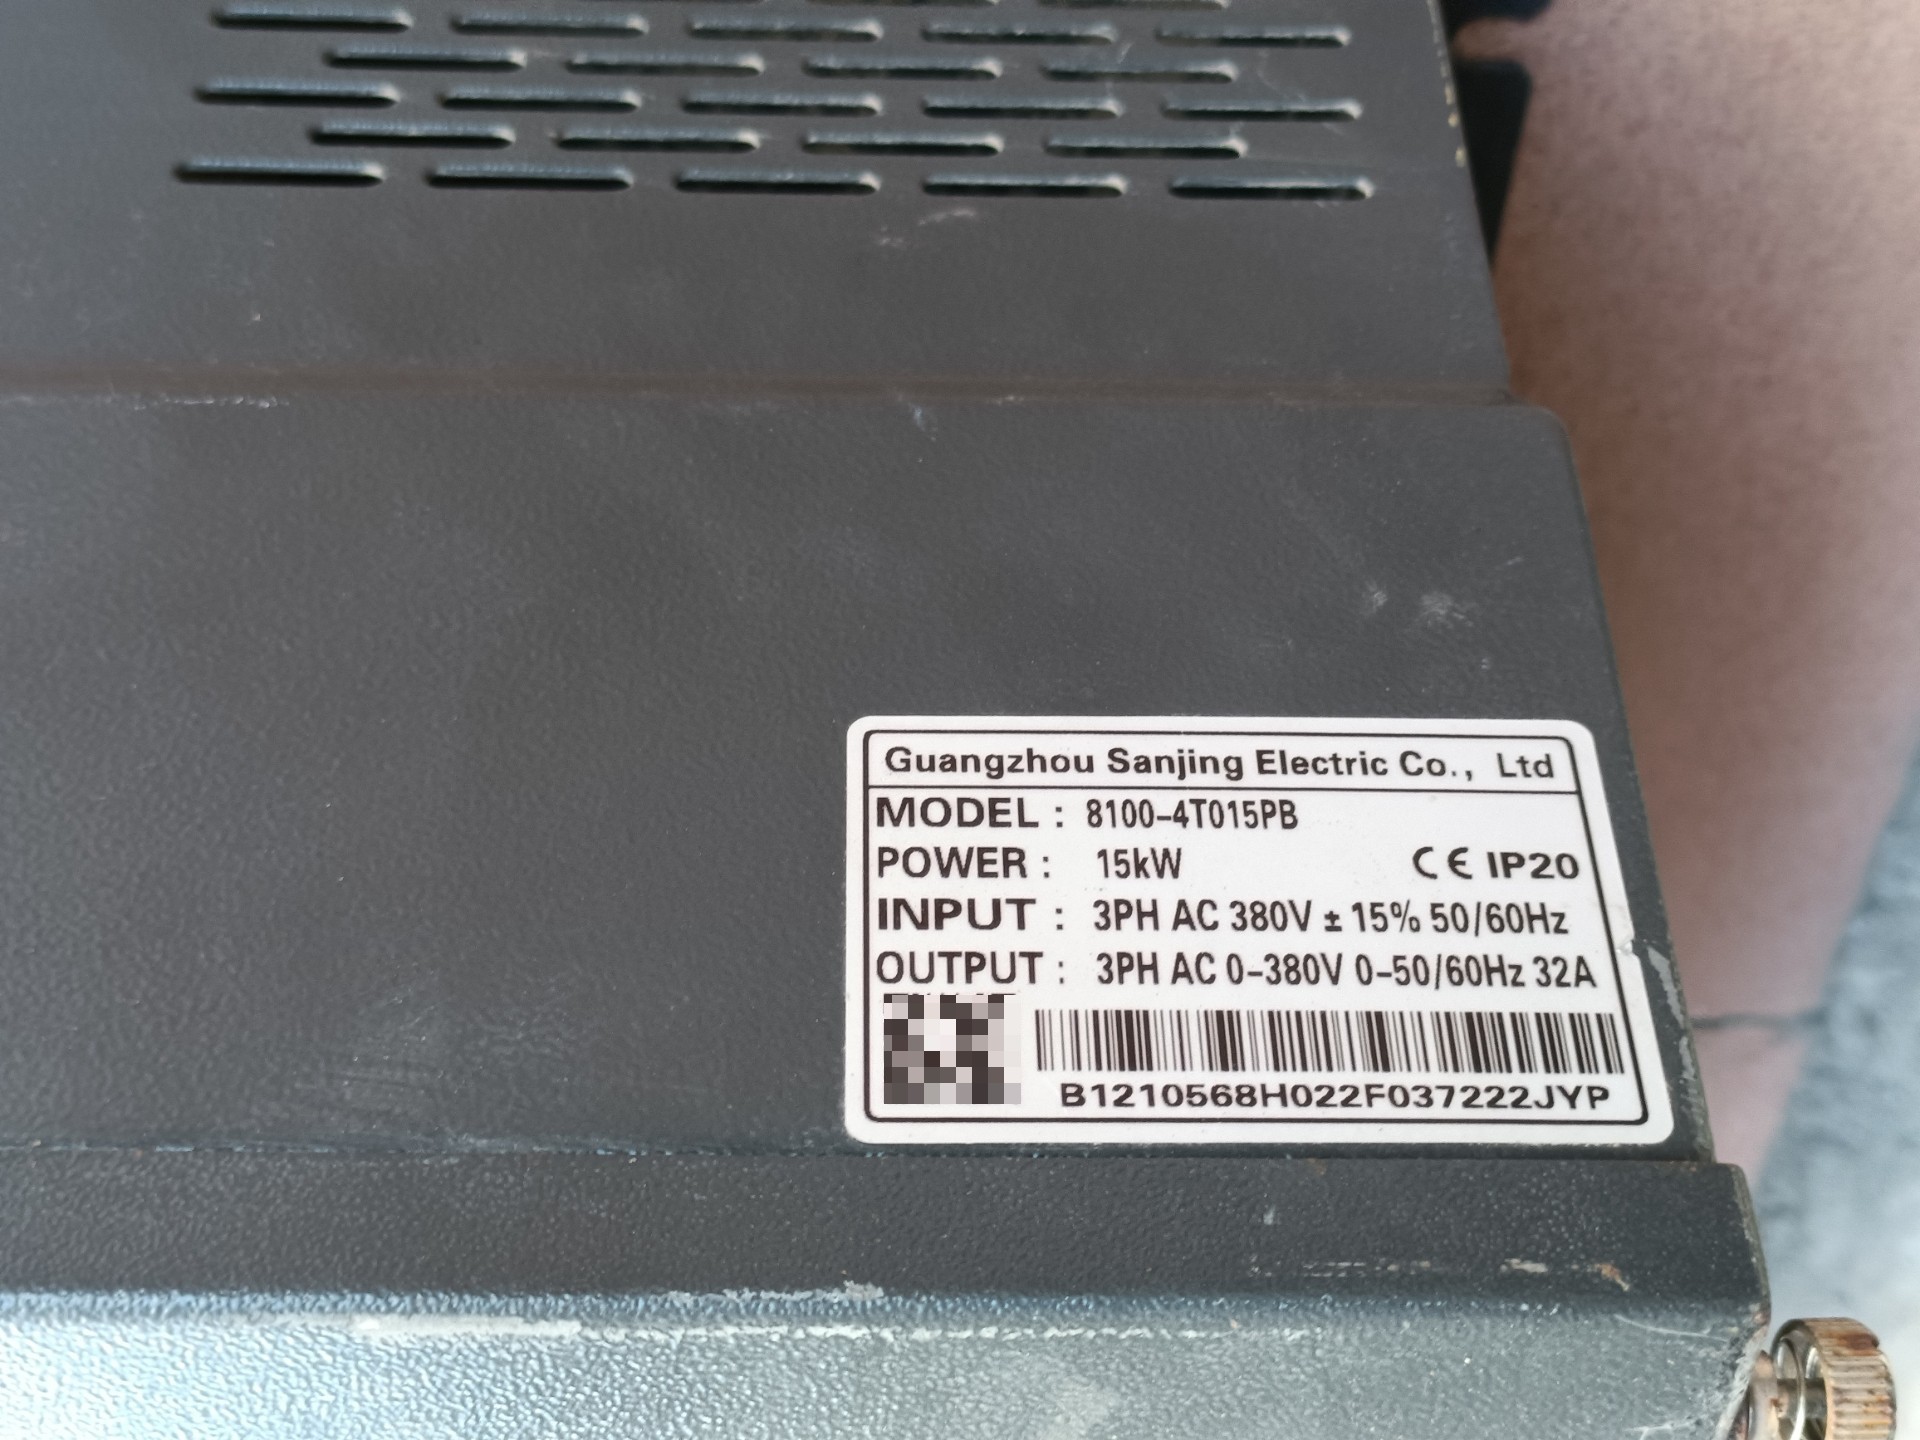 Guangzhou Sanjing Electric Co., Ltd
MODEL : 8100-4T015PB
POWER : 15kW CE IP20
INPUT : 3PH AC 380V ± 15% 50/60Hz
OUTPUT : 3PH AC 0-380V 0-50/60Hz 32A
B1210568H022F037222JYP